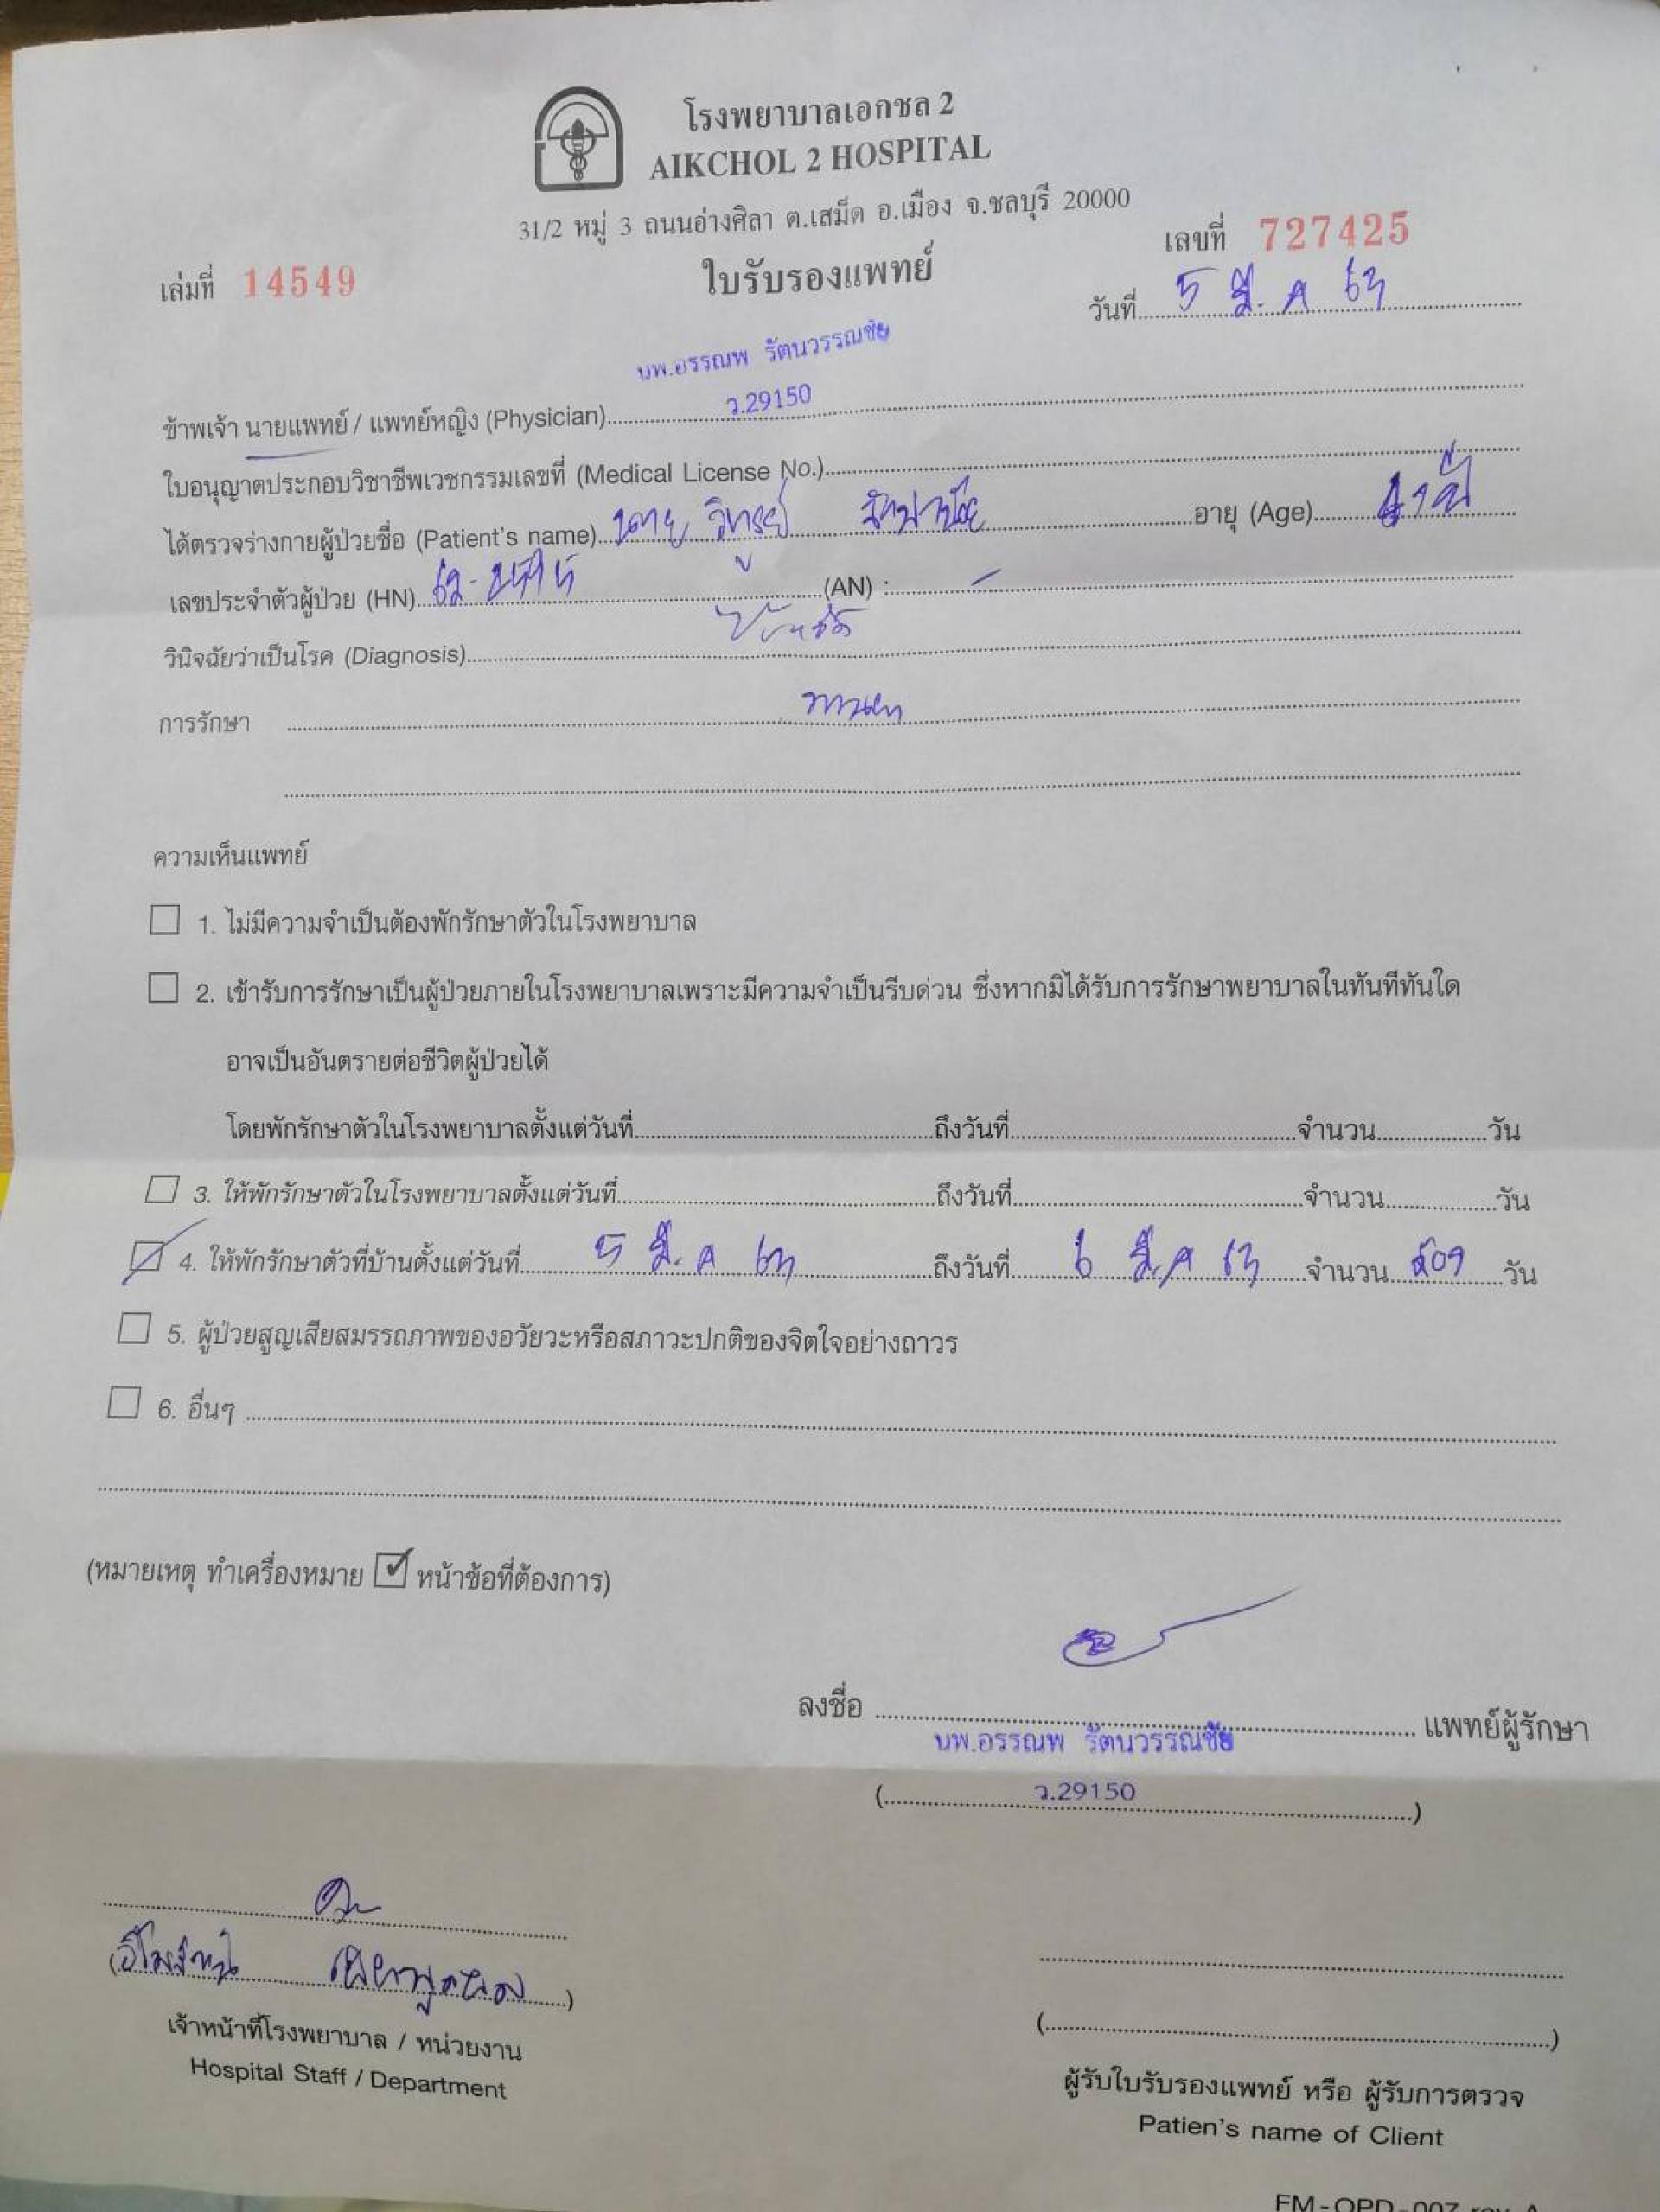 โรงพยาบาลเอกชล 2
AIKCHOL 2 HOSPITAL
31/2 หมู่ 3 ถนนอ่างศิลา ต.เสม็ด อ.เมือง จ.ชลบุรี 20000
เล่มที่ 14549
เลขที่ 727425
ใบรับรองแพทย์
วันที่ 5 มี.ค 63
นพ.อรรณพ รัตนวรรณชัย
ข้าพเจ้า นายแพทย์ / แพทย์หญิง (Physician) ว.29150
ใบอนุญาตประกอบวิชาชีพเวชกรรมเลขที่ (Medical License No.)
ได้ตรวจร่างกายผู้ป่วยชื่อ (Patient's name) นาย อายุ (Age) ปี
เลขประจำตัวผู้ป่วย (HN) (AN) : -
วินิจฉัยว่าเป็นโรค (Diagnosis) ไข้หวัด
การรักษา ทานยา
ความเห็นแพทย์
1. ไม่มีความจำเป็นต้องพักรักษาตัวในโรงพยาบาล
2. เข้ารับการรักษาเป็นผู้ป่วยภายในโรงพยาบาลเพราะมีความจำเป็นรีบด่วน ซึ่งหากมิได้รับการรักษาพยาบาลในทันทีทันใด
อาจเป็นอันตรายต่อชีวิตผู้ป่วยได้
โดยพักรักษาตัวในโรงพยาบาลตั้งแต่วันที่ ถึงวันที่ จำนวน วัน
3. ให้พักรักษาตัวในโรงพยาบาลตั้งแต่วันที่ ถึงวันที่ จำนวน วัน
4. ให้พักรักษาตัวที่บ้านตั้งแต่วันที่ 5 มี.ค 63 ถึงวันที่ 6 มี.ค 63 จำนวน สอง วัน
5. ผู้ป่วยสูญเสียสมรรถภาพของอวัยวะหรือสภาวะปกติของจิตใจอย่างถาวร
6. อื่นๆ
(หมายเหตุ ทำเครื่องหมาย ☑ หน้าข้อที่ต้องการ)
ลงชื่อ แพทย์ผู้รักษา
นพ.อรรณพ รัตนวรรณชัย
( ว.29150 )
เจ้าหน้าที่โรงพยาบาล / หน่วยงาน
Hospital Staff / Department
ผู้รับใบรับรองแพทย์ หรือ ผู้รับการตรวจ
Patien's name of Client
FM-OPD-007 rev A